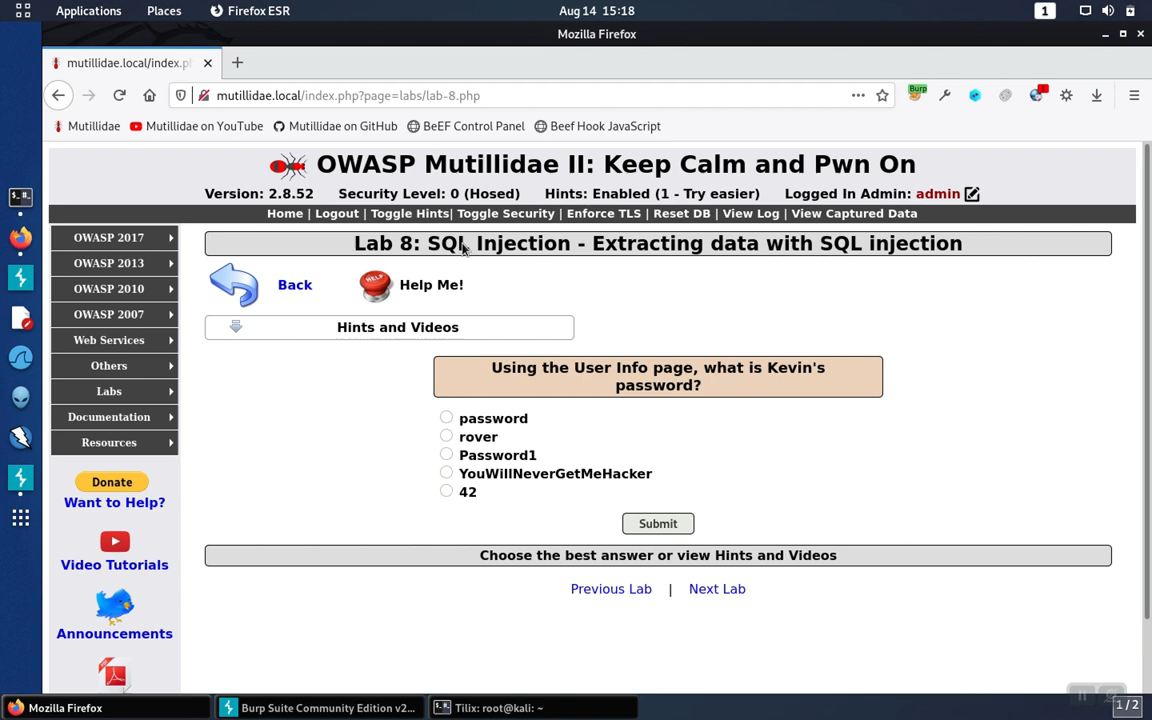 Applications Places Firefox ESR Aug 14 15:18 1
Mozilla Firefox
mutillidae.local/index.ph
mutillidae.local/index.php?page=labs/lab-8.php Burp
Mutillidae Mutillidae on YouTube Mutillidae on GitHub BeEF Control Panel Beef Hook JavaScript
OWASP Mutillidae II: Keep Calm and Pwn On
Version: 2.8.52 Security Level: 0 (Hosed) Hints: Enabled (1 - Try easier) Logged In Admin: admin
Home | Logout | Toggle Hints| Toggle Security | Enforce TLS | Reset DB | View Log | View Captured Data
OWASP 2017
OWASP 2013
OWASP 2010
OWASP 2007
Web Services
Others
Labs
Documentation
Resources
Donate
Want to Help?
Video Tutorials
Announcements
Lab 8: SQL Injection - Extracting data with SQL injection
Back HELP Help Me!
Hints and Videos
Using the User Info page, what is Kevin's
password?
password
rover
Password1
YouWillNeverGetMeHacker
42
Submit
Choose the best answer or view Hints and Videos
Previous Lab | Next Lab
Mozilla Firefox Burp Suite Community Edition v2... Tilix: root@kali: ~ 1/2